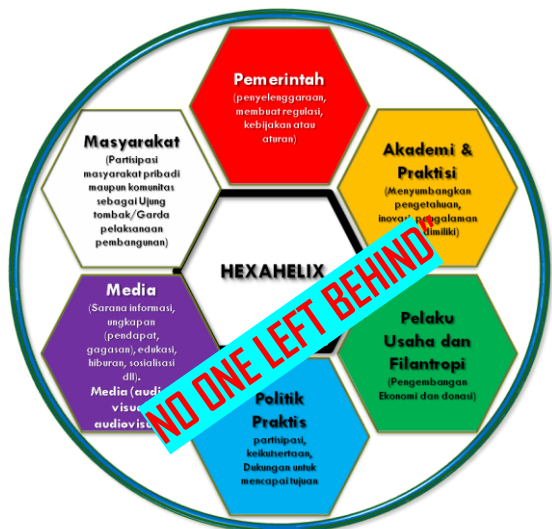 Pemerintah
(penyelenggaraan,
membuat regulasi,
kebijakan atau
aturan)
Akademi &
Praktisi
(Menyumbangkan
pengetahuan,
inovasi, pengalaman
dimiliki)
Pelaku
Usaha dan
Filantropi
(Pengembangan
Ekonomi dan donasi)
Politik
Praktis
partisipasi,
keikutsertaan,
Dukungan untuk
mencapai tujuan
Media
(Sarana informasi,
ungkapan
(pendapat,
gagasan), edukasi,
hiburan, sosialisasi
dll).
Media
Masyarakat
(Partisipasi
masyarakat pribadi
maupun komunitas
sebagai Ujung
tombak/Garda
pelaksanaan
pembangunan)
HEXAHELIX
NO ONE LEFT BEHIND"